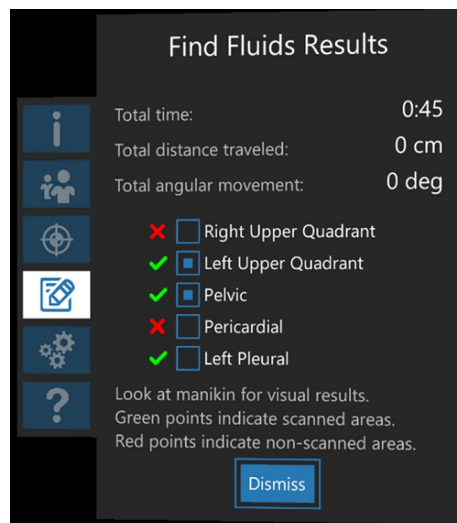 Find Fluids Results
Total time: 0:45
Total distance traveled: 0 cm
Total angular movement: 0 deg
Right Upper Quadrant
Left Upper Quadrant
Pelvic
Pericardial
Left Pleural
Look at manikin for visual results.
Green points indicate scanned areas.
Red points indicate non-scanned areas.
Dismiss
i
?